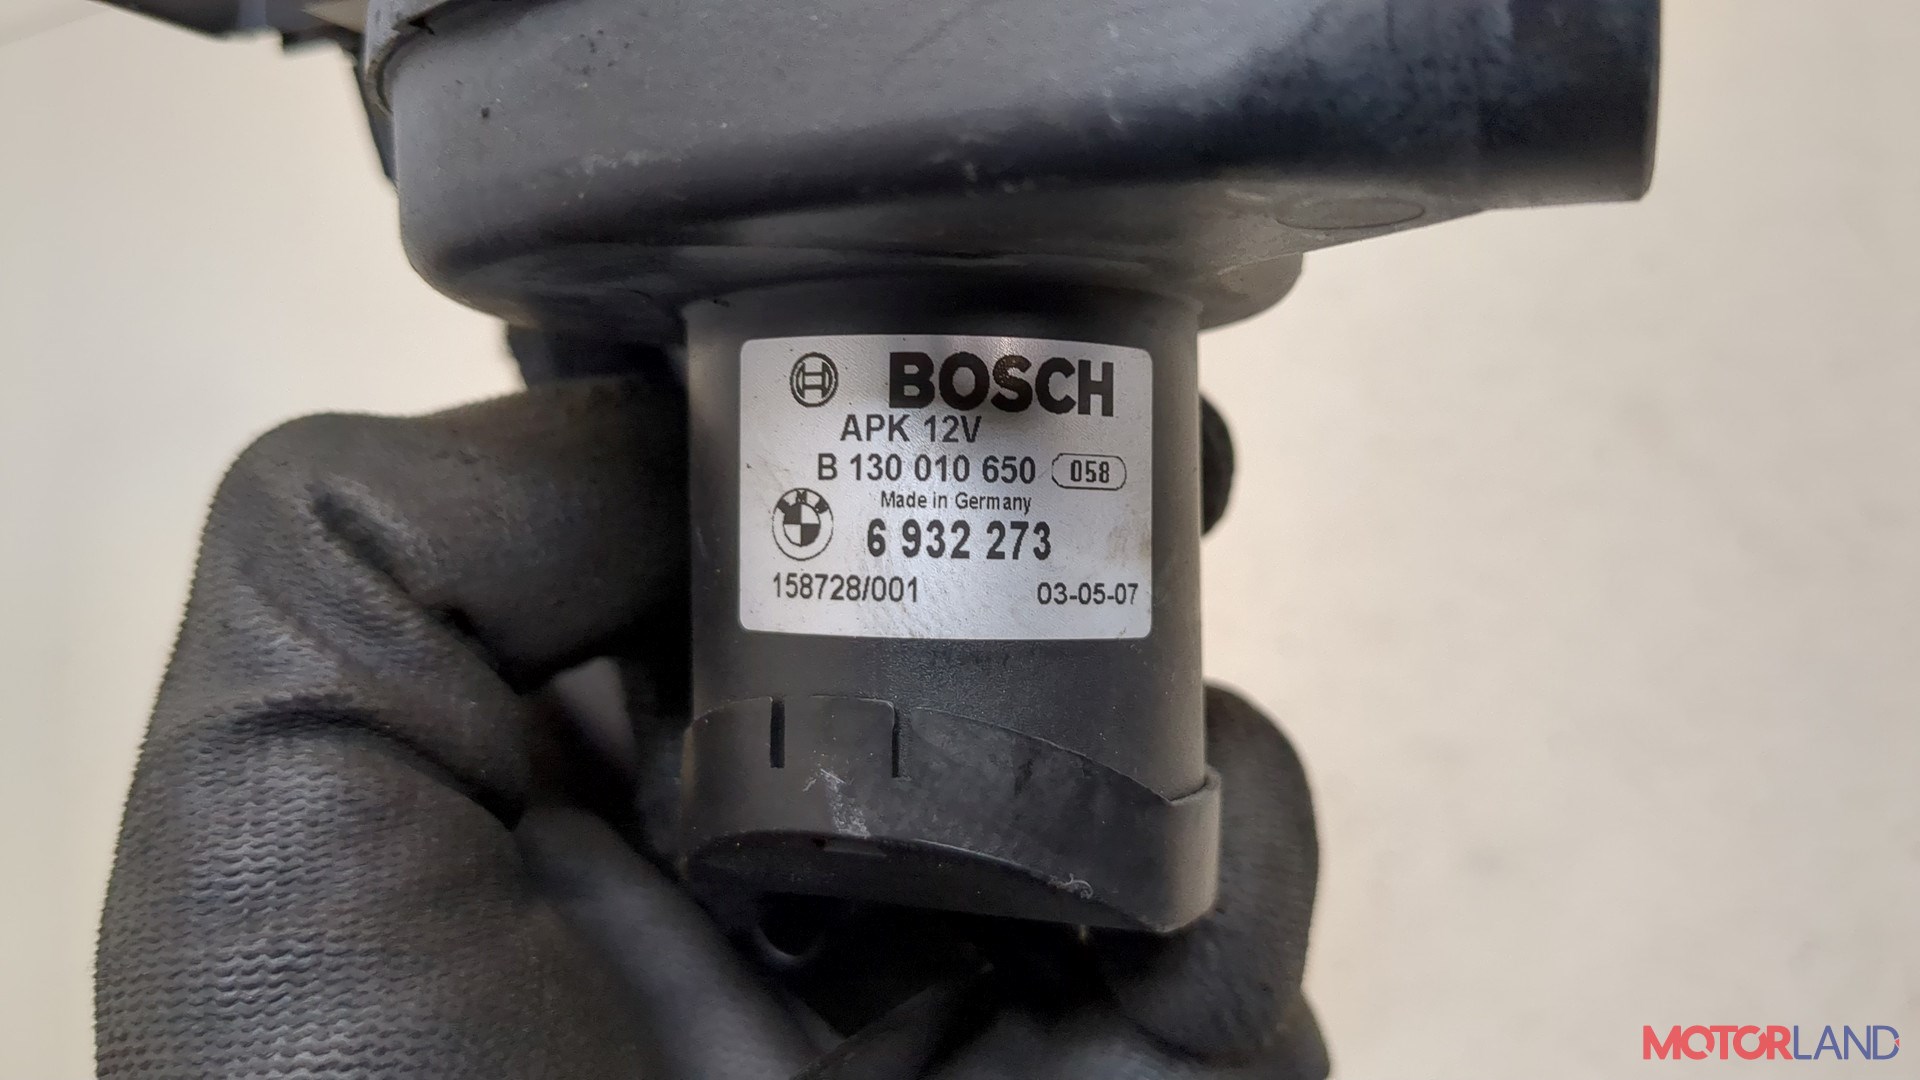 BOSCH
APK 12V
B 130 010 650 058
Made in Germany
BMW
6 932 273
158728/001 03-05-07
MOTORLAND